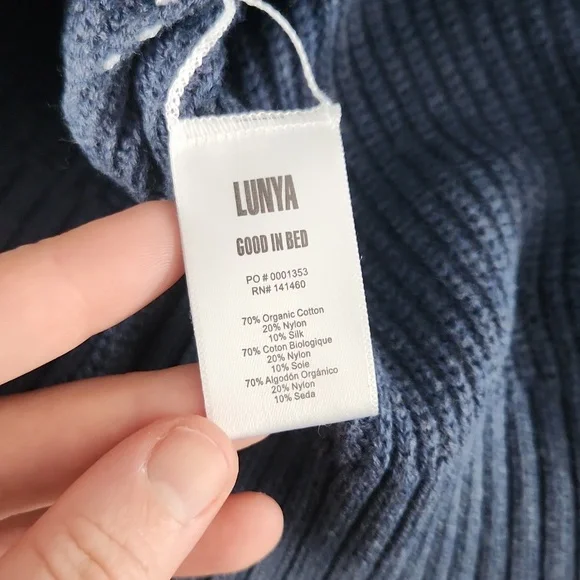 LUNYA
GOOD IN BED
PO # 0001353
RN# 141460
70% Organic Cotton
20% Nylon
10% Silk
70% Coton Biologique
20% Nylon
10% Soie
70% Algodón Orgánico
20% Nylon
10% Seda